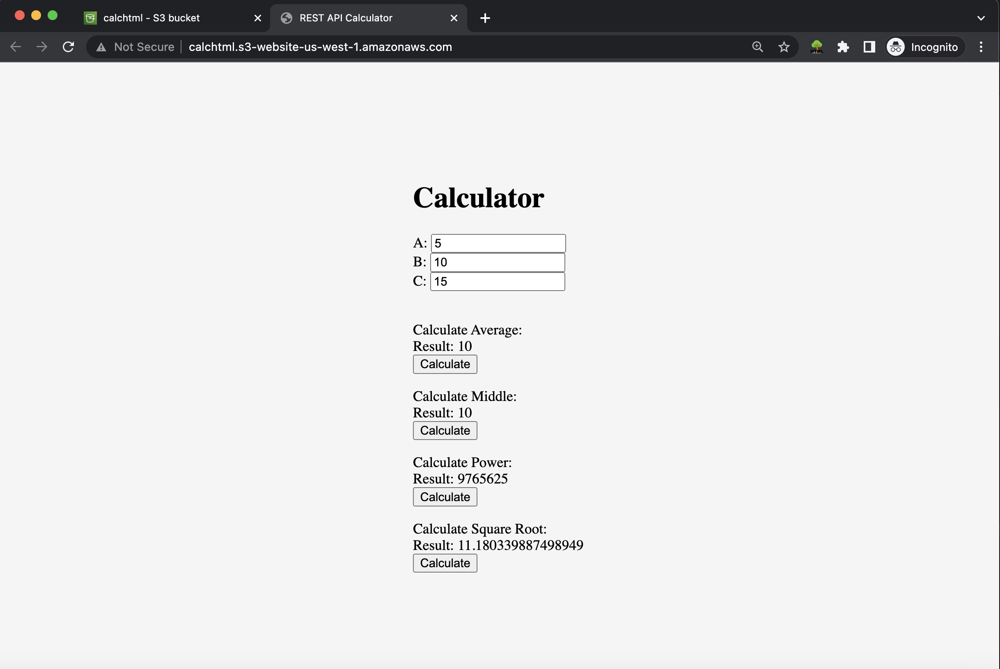 calchtml - S3 bucket
REST API Calculator
Not Secure
calchtml.s3-website-us-west-1.amazonaws.com
HTML
Incognito
Calculator
A: 5
B: 10
C: 15
Calculate Average:
Result: 10
Calculate
Calculate Middle:
Result: 10
Calculate
Calculate Power:
Result: 9765625
Calculate
Calculate Square Root:
Result: 11.180339887498949
Calculate